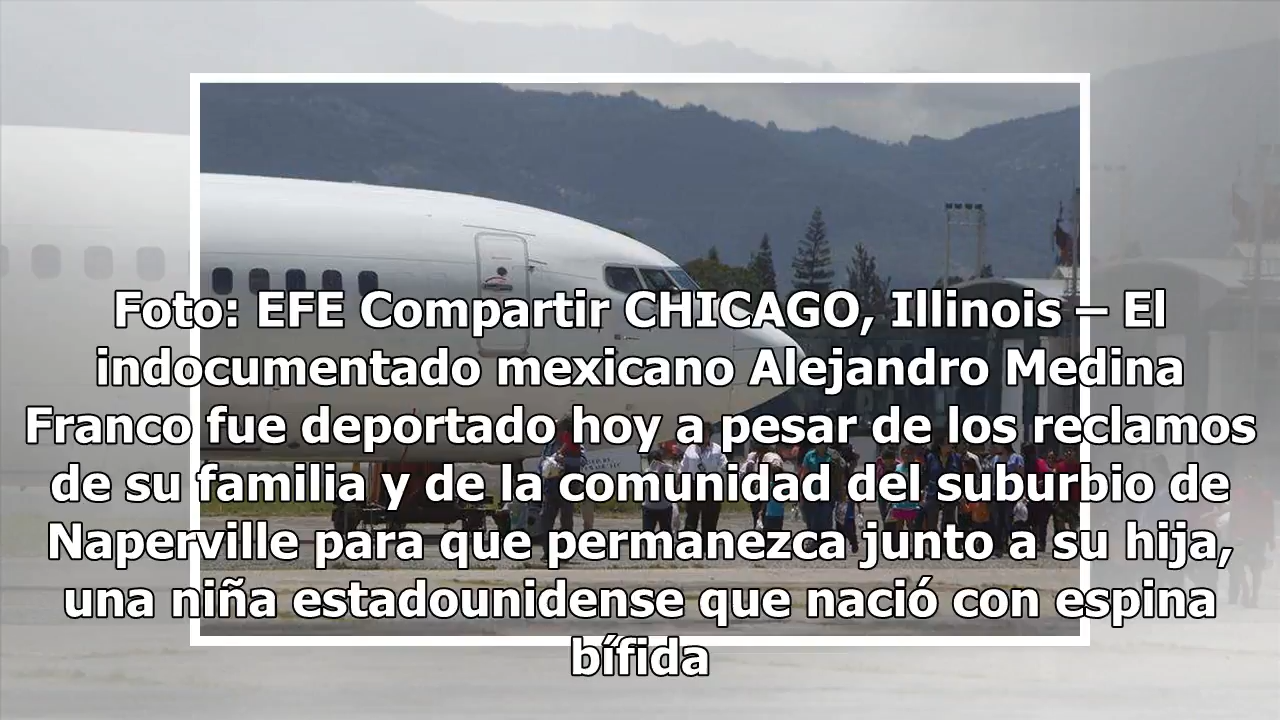 Foto: EFE Compartir CHICAGO, Illinois – El
indocumentado mexicano Alejandro Medina
Franco fue deportado hoy a pesar de los reclamos
de su familia y de la comunidad del suburbio de
Naperville para que permanezca junto a su hija,
una niña estadounidense que nació con espina
bífida